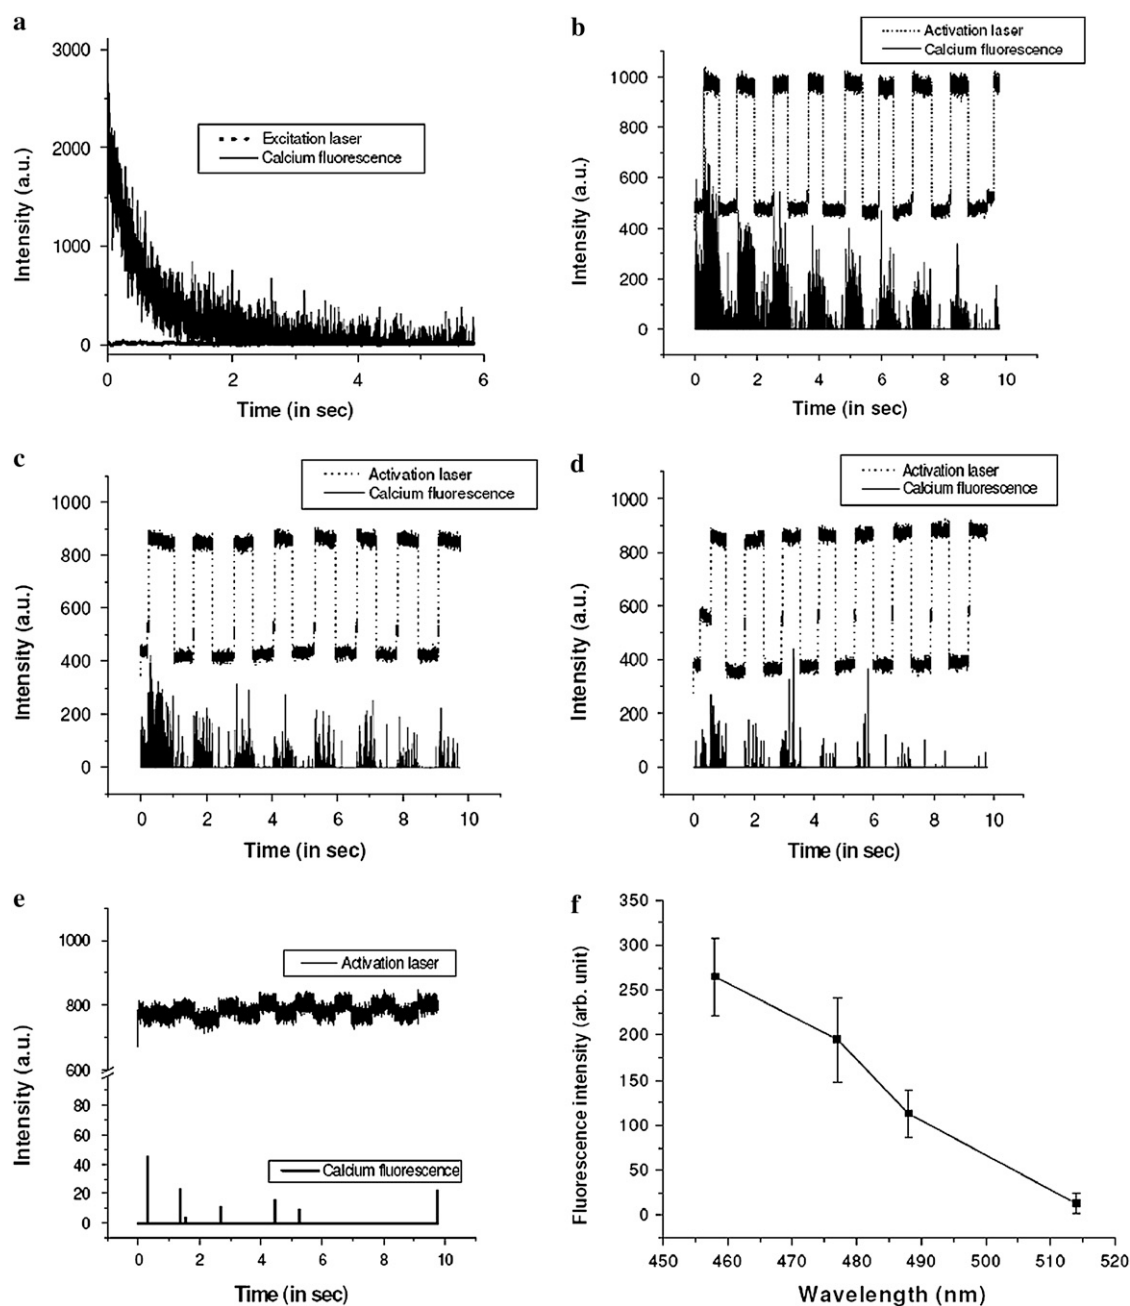 a
3000
2000
1000
0
Intensity (a.u.)
Excitation laser
Calcium fluorescence
0 2 4 6
Time (in sec)
b
Activation laser
Calcium fluorescence
1000
800
600
400
200
0
Intensity (a.u.)
0 2 4 6 8 10
Time (in sec)
c
Activation laser
Calcium fluorescence
1000
800
600
400
200
0
Intensity (a.u.)
0 2 4 6 8 10
Time (in sec)
d
Activation laser
Calcium fluorescence
1000
800
600
400
200
0
Intensity (a.u.)
0 2 4 6 8 10
Time (in sec)
e
1000
800
600
80
60
40
20
0
Intensity (a.u.)
Activation laser
Calcium fluorescence
0 2 4 6 8 10
Time (in sec)
f
350
300
250
200
150
100
50
0
Fluorescence intensity (arb. unit)
450 460 470 480 490 500 510 520
Wavelength (nm)